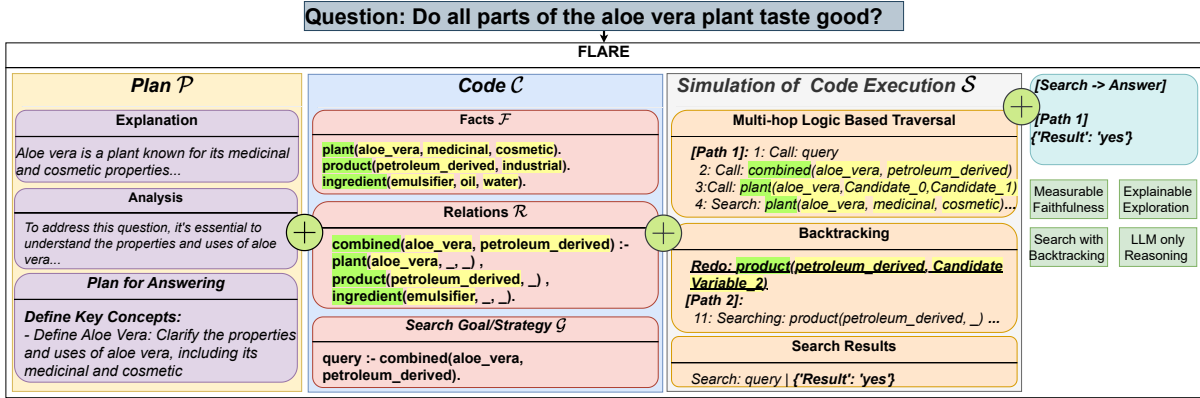 Question: Do all parts of the aloe vera plant taste good?
FLARE
Plan P
Explanation
Aloe vera is a plant known for its medicinal
and cosmetic properties...
Analysis
To address this question, it's essential to
understand the properties and uses of aloe
vera...
Plan for Answering
Define Key Concepts:
- Define Aloe Vera: Clarify the properties
and uses of aloe vera, including its
medicinal and cosmetic
+
Code C
Facts F
plant(aloe_vera, medicinal, cosmetic).
product(petroleum_derived, industrial).
ingredient(emulsifier, oil, water).
Relations R
combined(aloe_vera, petroleum_derived) :-
plant(aloe_vera, _, _) ,
product(petroleum_derived, _) ,
ingredient(emulsifier, _, _).
Search Goal/Strategy G
query :- combined(aloe_vera,
petroleum_derived).
+
Simulation of Code Execution S
Multi-hop Logic Based Traversal
[Path 1]: 1: Call: query
2: Call: combined(aloe_vera, petroleum_derived)
3:Call: plant(aloe_vera,Candidate_0,Candidate_1)
4: Search: plant(aloe_vera, medicinal, cosmetic)...
Backtracking
Redo: product(petroleum_derived, Candidate
Variable_2)
[Path 2]:
11: Searching: product(petroleum_derived, _) ...
Search Results
Search: query | {'Result': 'yes'}
+
[Search -> Answer]
[Path 1]
{'Result': 'yes'}
Measurable
Faithfulness
Explainable
Exploration
Search with
Backtracking
LLM only
Reasoning